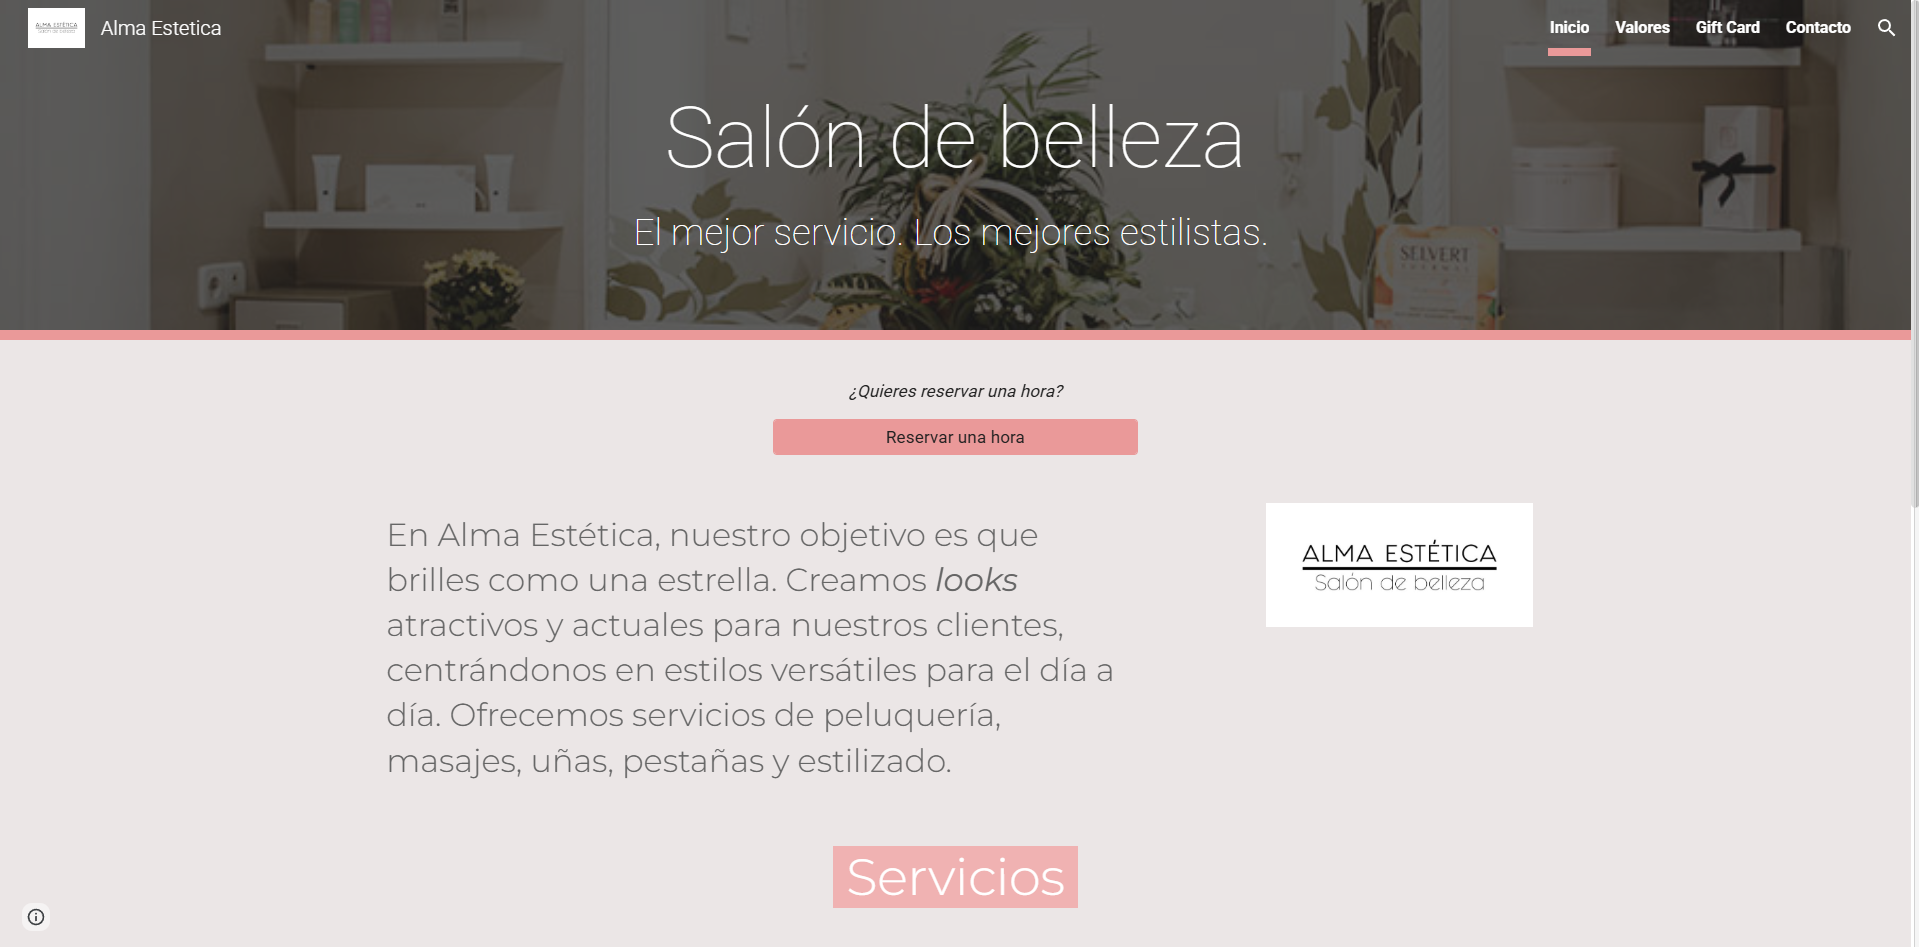 ALMA ESTÉTICA
Salón de belleza
Alma Estetica
Inicio
Valores
Gift Card
Contacto
Salón de belleza
El mejor servicio. Los mejores estilistas.
SELVERT
THERMAL
¿Quieres reservar una hora?
Reservar una hora
En Alma Estética, nuestro objetivo es que
brilles como una estrella. Creamos looks
atractivos y actuales para nuestros clientes,
centrándonos en estilos versátiles para el día a
día. Ofrecemos servicios de peluquería,
masajes, uñas, pestañas y estilizado.
ALMA ESTÉTICA
Salón de belleza
Servicios